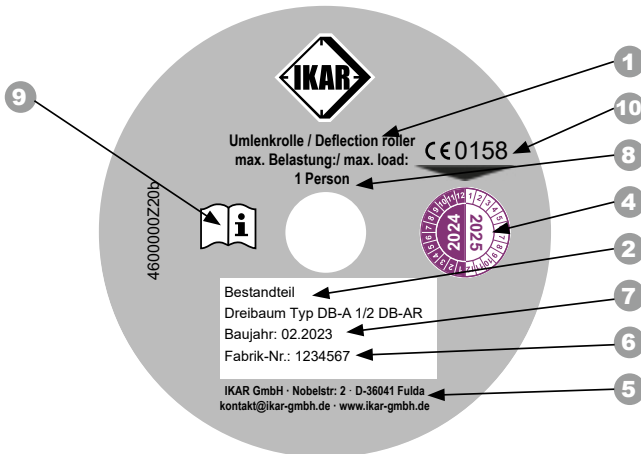 IKAR
Umlenkrolle / Deflection roller
max. Belastung:/ max. load:
1 Person
CE 0158
4600000Z20b
i
2024
2025
Bestandteil
Dreibaum Typ DB-A 1/2 DB-AR
Baujahr: 02.2023
Fabrik-Nr.: 1234567
IKAR GmbH · Nobelstr: 2 · D-36041 Fulda
kontakt@ikar-gmbh.de · www.ikar-gmbh.de
1
10
8
4
2
7
6
5
9